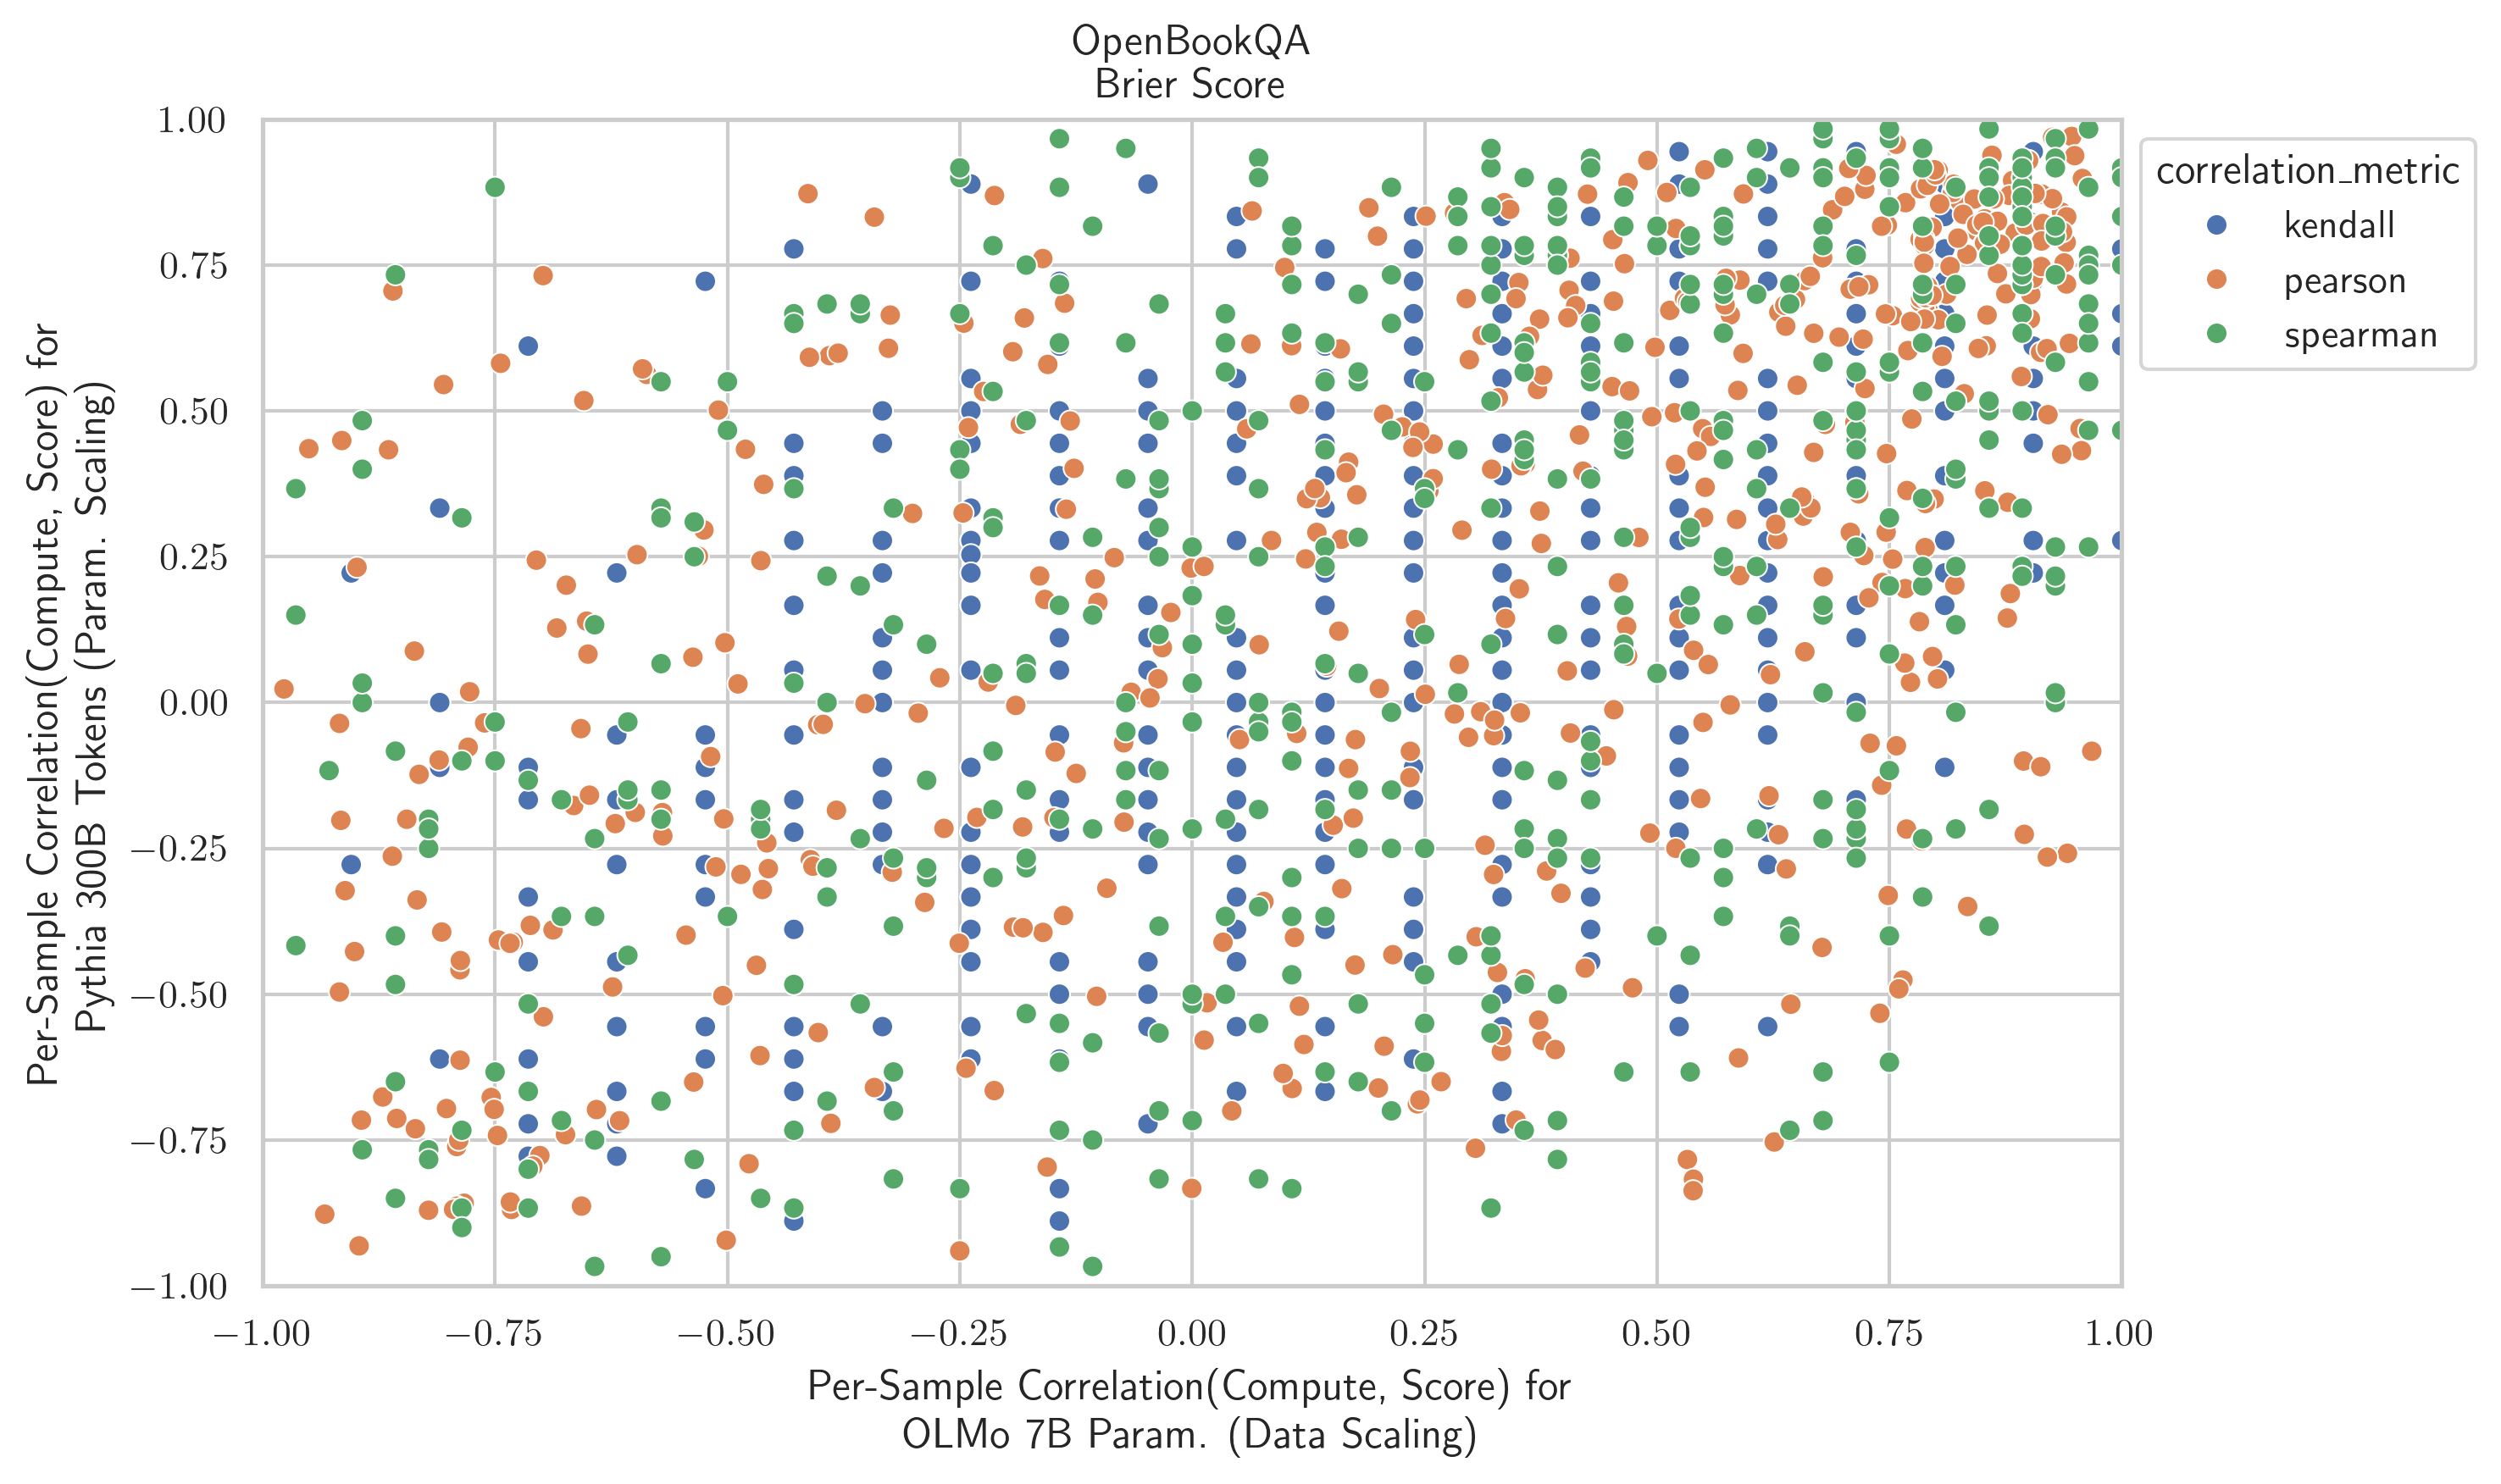 OpenBookQA
Brier Score
Per-Sample Correlation(Compute, Score) for
Pythia 300B Tokens (Param. Scaling)
1.00
0.75
0.50
0.25
0.00
−0.25
−0.50
−0.75
−1.00
−1.00 −0.75 −0.50 −0.25 0.00 0.25 0.50 0.75 1.00
Per-Sample Correlation(Compute, Score) for
OLMo 7B Param. (Data Scaling)
correlation_metric
kendall
pearson
spearman